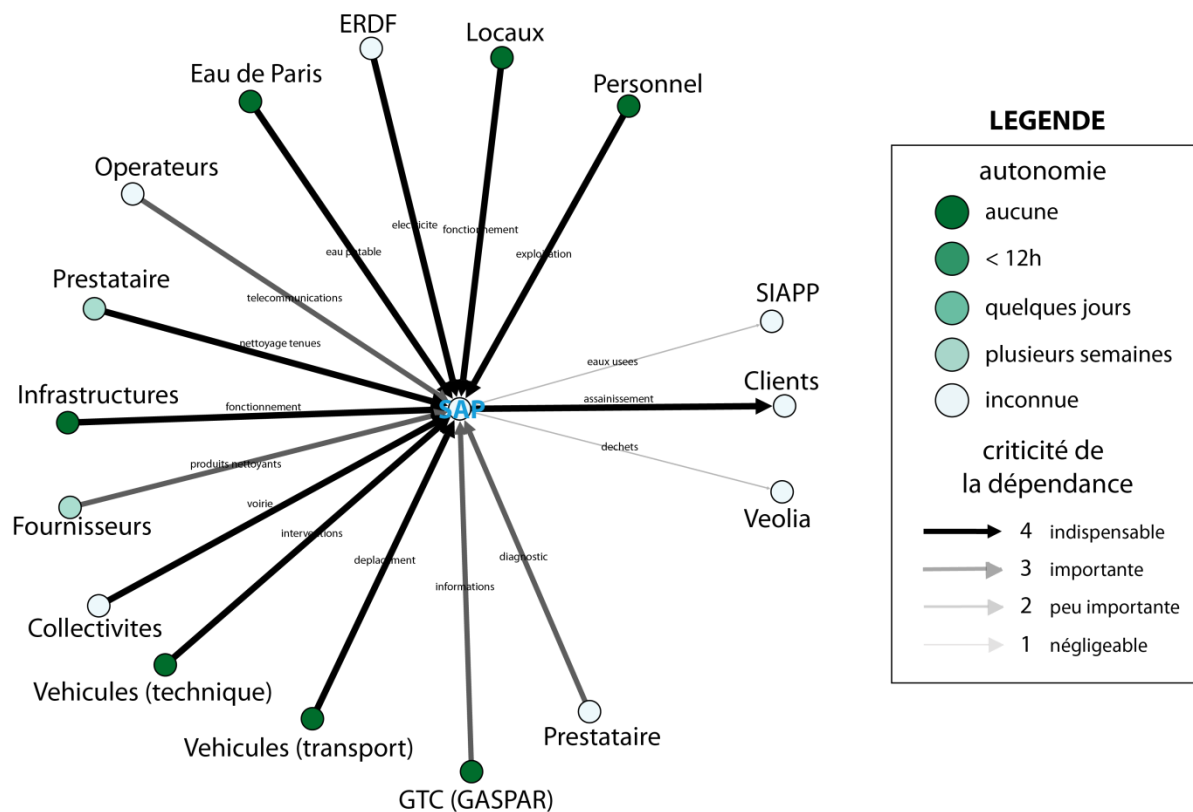 ERDF
Locaux
Eau de Paris
Personnel
Operateurs
electricite
fonctionnement
eau potable
exploitation
Prestataire
telecommunications
SIAPP
nettoyage tenues
eaux usees
Infrastructures
Clients
fonctionnement
SAP
assainissement
dechets
produits nettoyants
Veolia
Fournisseurs
voirie
interventions
deplacement
diagnostic
informations
Collectivites
Vehicules (technique)
Vehicules (transport)
Prestataire
GTC (GASPAR)
LEGENDE
autonomie
aucune
< 12h
quelques jours
plusieurs semaines
inconnue
criticité de
la dépendance
4 indispensable
3 importante
2 peu importante
1 négligeable